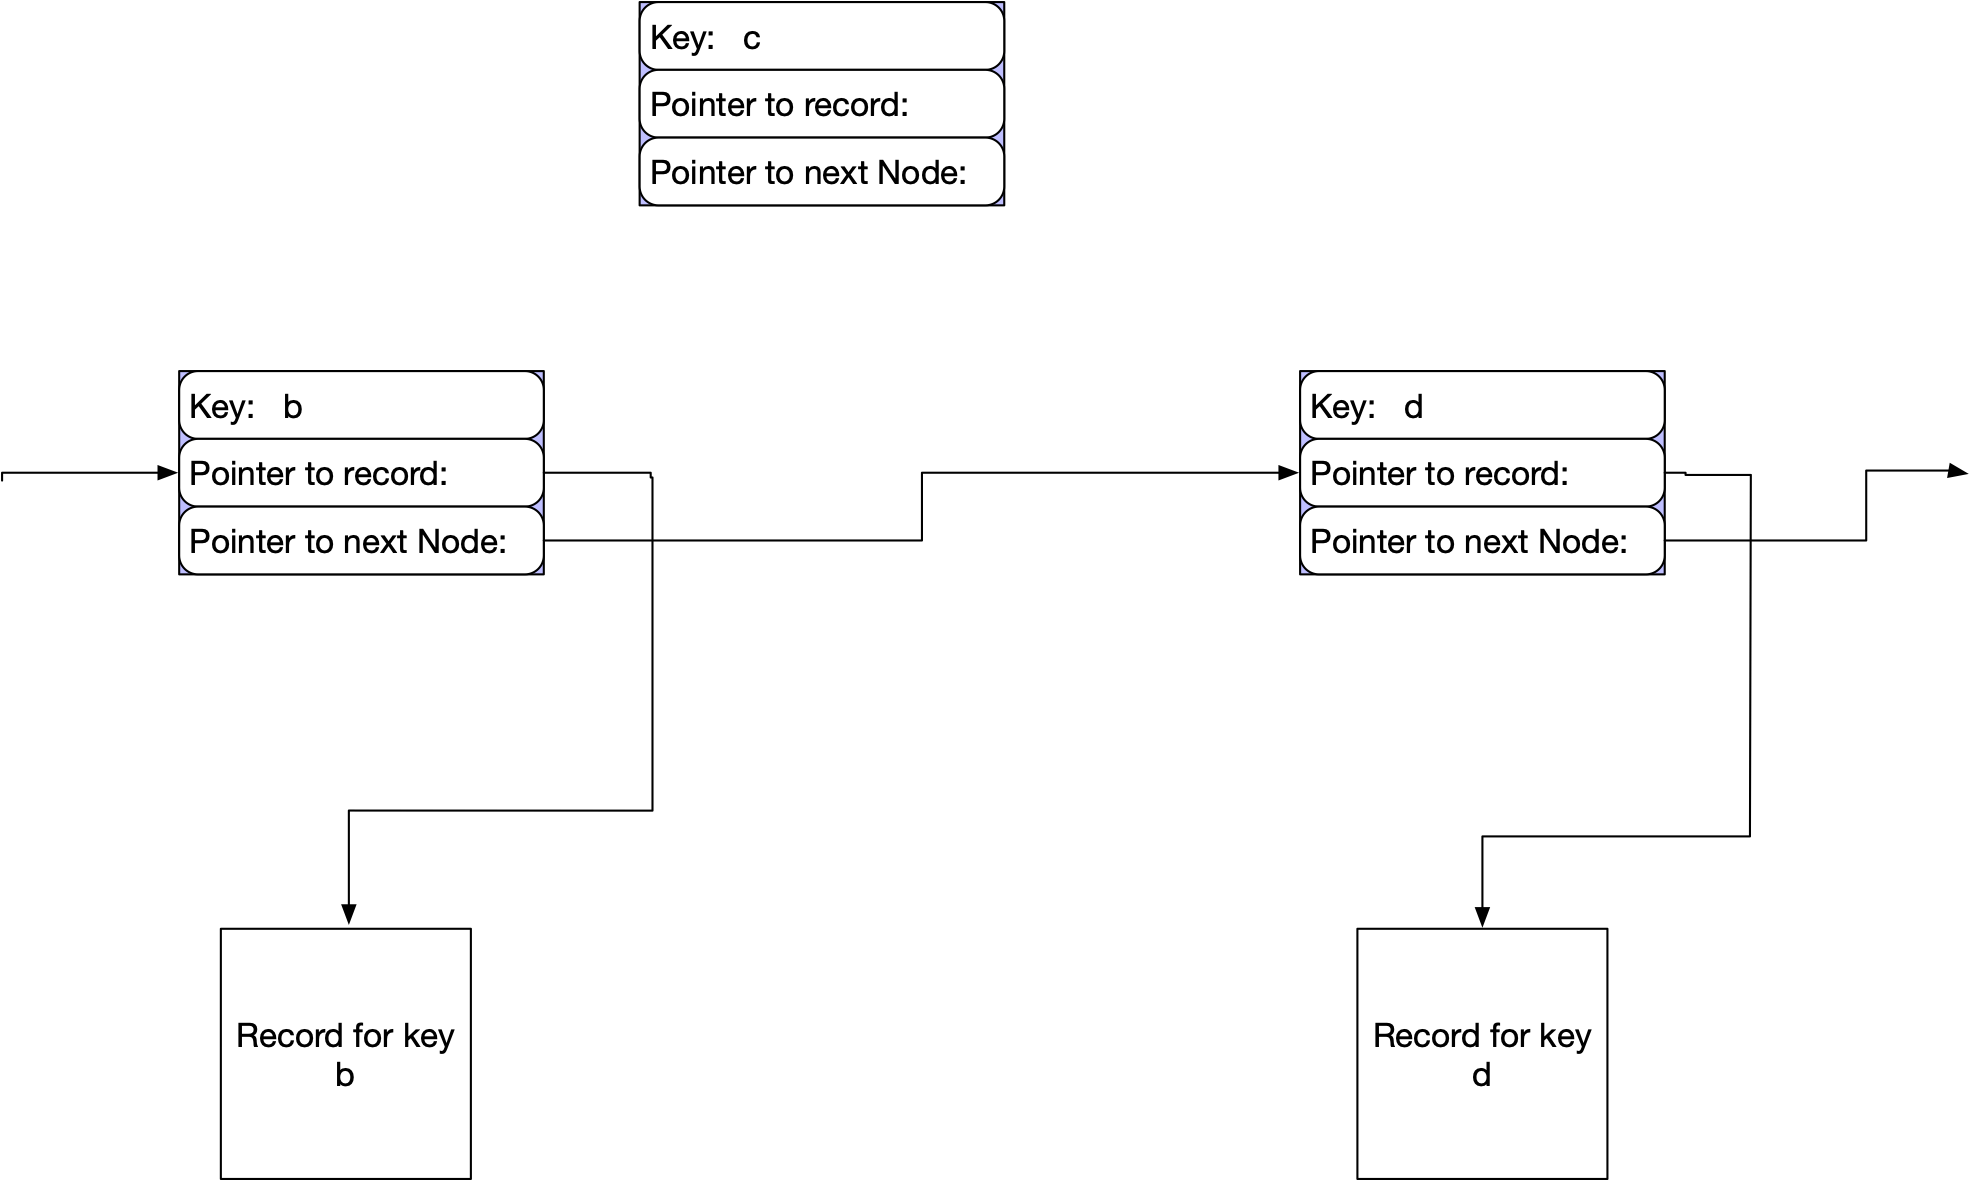 Key: c
Pointer to record:
Pointer to next Node:
Key: b
Pointer to record:
Pointer to next Node:
Key: d
Pointer to record:
Pointer to next Node:
Record for key
b
Record for key
d